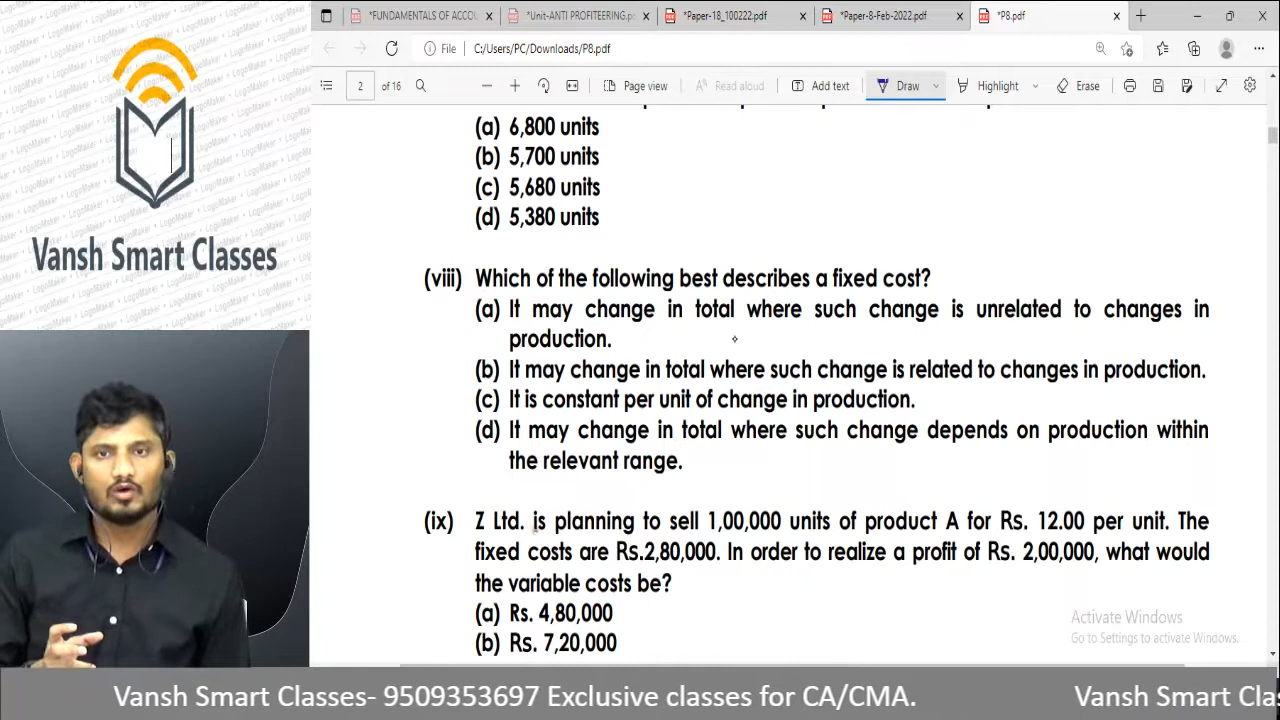 *FUNDAMENTALS OF ACCOU
*Unit-ANTI PROFITEERING.p
*Paper-18_100222.pdf
*Paper-8-Feb-2022.pdf
*P8.pdf
File
C:/Users/PC/Downloads/P8.pdf
2 of 16
Page view
Read aloud
Add text
Draw
Highlight
Erase
(a) 6,800 units
(b) 5,700 units
(c) 5,680 units
(d) 5,380 units
(viii) Which of the following best describes a fixed cost?
(a) It may change in total where such change is unrelated to changes in
production.
(b) It may change in total where such change is related to changes in production.
(c) It is constant per unit of change in production.
(d) It may change in total where such change depends on production within
the relevant range.
(ix) Z Ltd. is planning to sell 1,00,000 units of product A for Rs. 12.00 per unit. The
fixed costs are Rs.2,80,000. In order to realize a profit of Rs. 2,00,000, what would
the variable costs be?
(a) Rs. 4,80,000
(b) Rs. 7,20,000
Activate Windows
Go to Settings to activate Windows.
Vansh Smart Classes
Vansh Smart Classes- 9509353697 Exclusive classes for CA/CMA.
Vansh Smart Clas